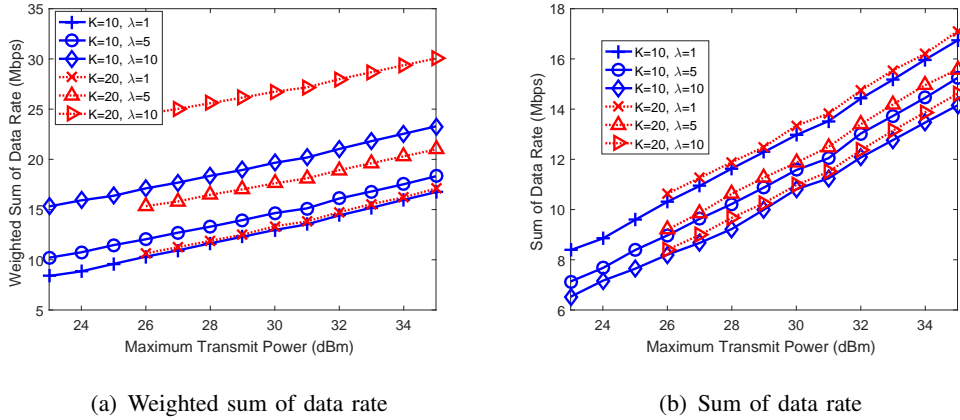 (a)
35
30
25
20
15
10
5
Weighted Sum of Data Rate (Mbps)
K=10, λ=1
K=10, λ=5
K=10, λ=10
K=20, λ=1
K=20, λ=5
K=20, λ=10
24 26 28 30 32 34
Maximum Transmit Power (dBm)
(b)
18
16
14
12
10
8
6
Sum of Data Rate (Mbps)
K=10, λ=1
K=10, λ=5
K=10, λ=10
K=20, λ=1
K=20, λ=5
K=20, λ=10
24 26 28 30 32 34
Maximum Transmit Power (dBm)
(a) Weighted sum of data rate
(b) Sum of data rate